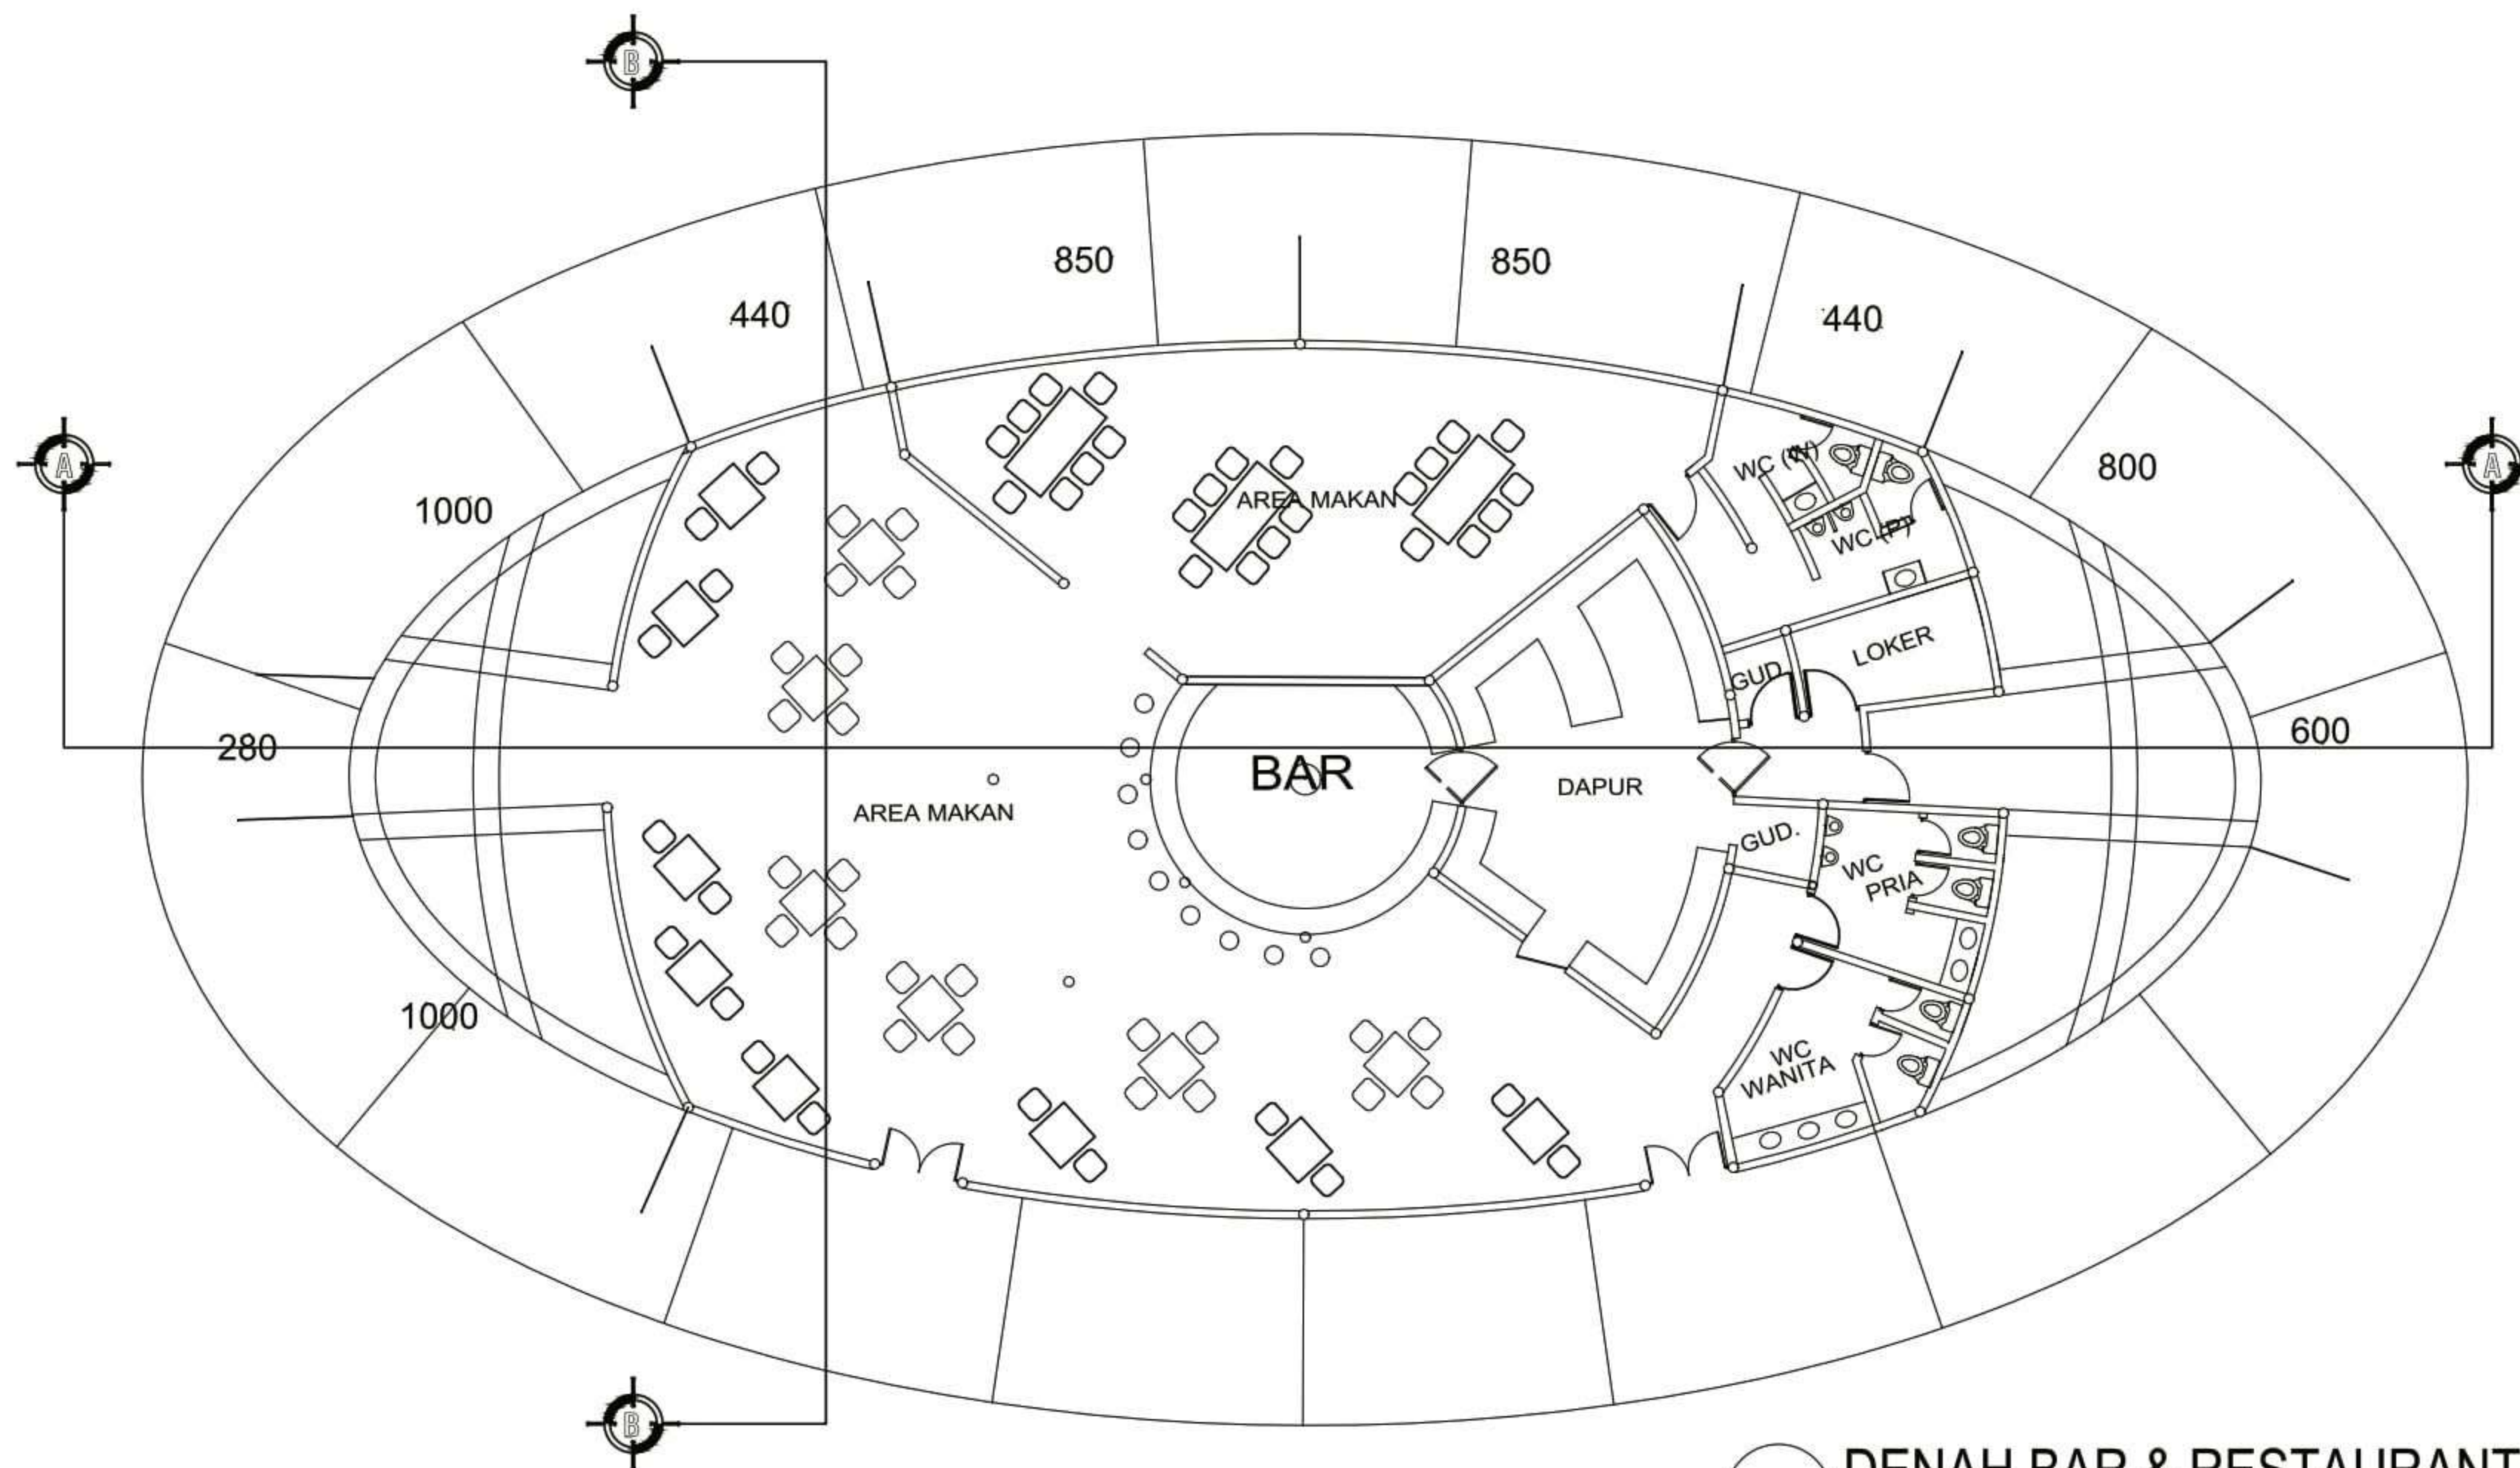 B
850
850
440
440
A
A
800
1000
WC (W)
AREA MAKAN
WC (P)
LOKER
GUD.
280
600
BAR
DAPUR
AREA MAKAN
GUD.
WC
PRIA
1000
WC
WANITA
B
DENAH BAR & RESTAURANT